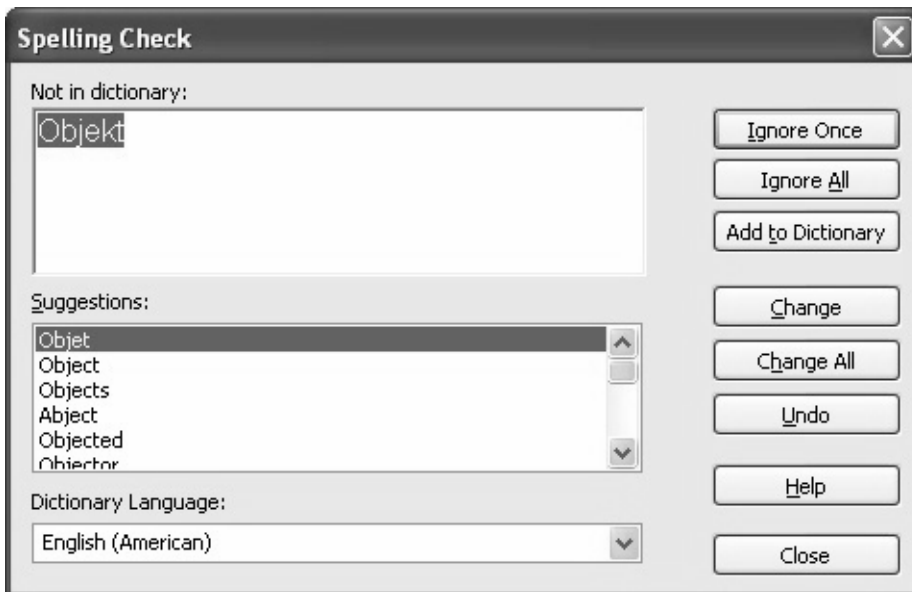 Spelling Check
Not in dictionary:
Objekt
Ignore Once
Ignore All
Add to Dictionary
Suggestions:
Objet
Object
Objects
Abject
Objected
Objector
Change
Change All
Undo
Dictionary Language:
English (American)
Help
Close